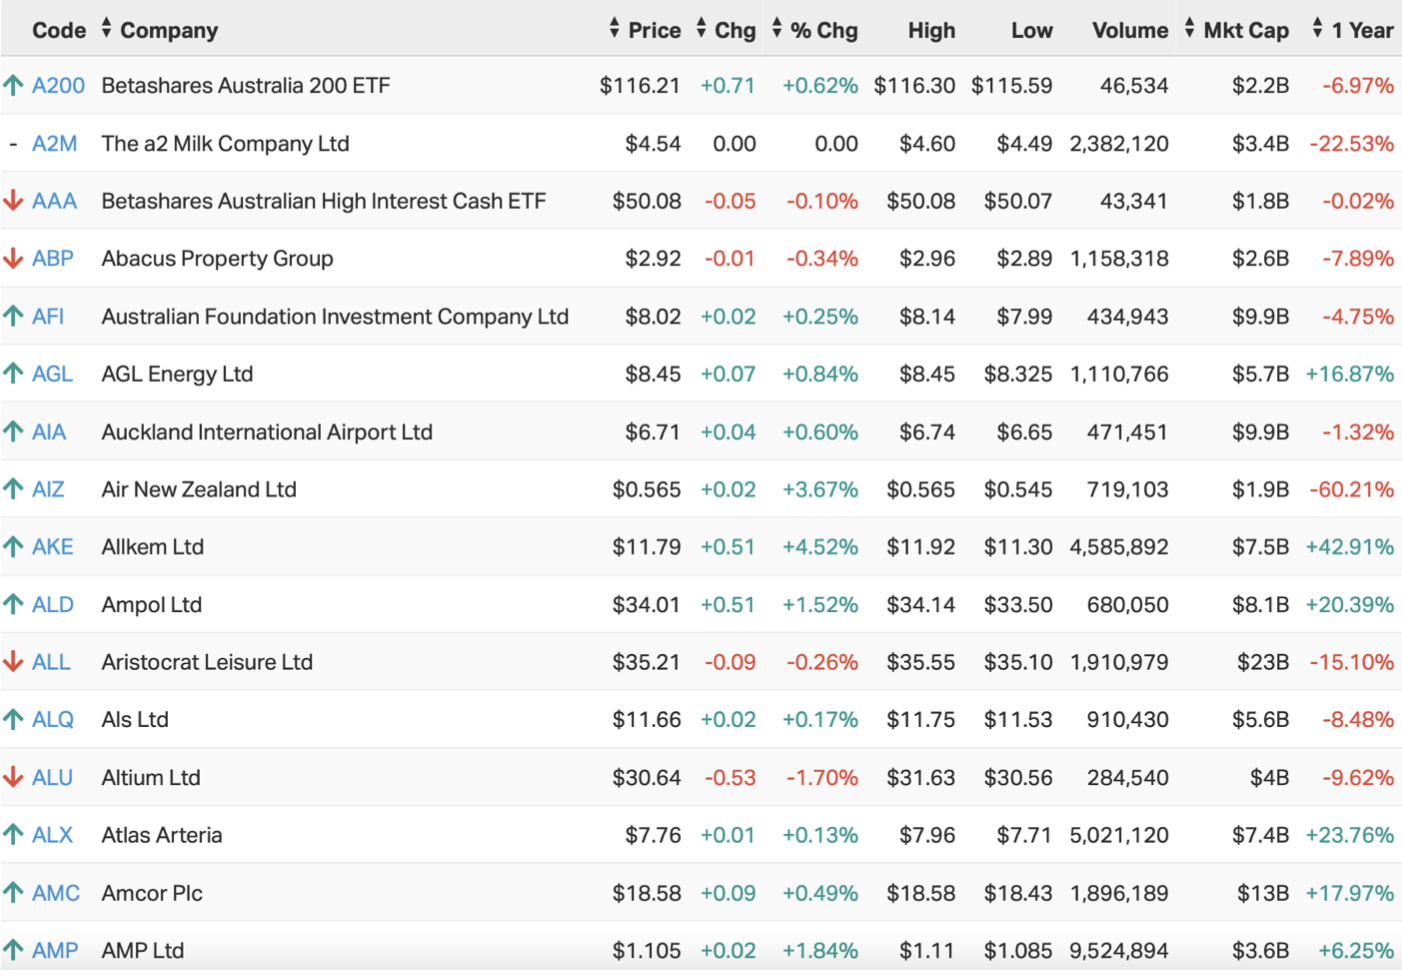 Code Company Price Chg % Chg High Low Volume Mkt Cap 1 Year
A200 Betashares Australia 200 ETF $116.21 +0.71 +0.62% $116.30 $115.59 46,534 $2.2B -6.97%
- A2M The a2 Milk Company Ltd $4.54 0.00 0.00 $4.60 $4.49 2,382,120 $3.4B -22.53%
AAA Betashares Australian High Interest Cash ETF $50.08 -0.05 -0.10% $50.08 $50.07 43,341 $1.8B -0.02%
ABP Abacus Property Group $2.92 -0.01 -0.34% $2.96 $2.89 1,158,318 $2.6B -7.89%
AFI Australian Foundation Investment Company Ltd $8.02 +0.02 +0.25% $8.14 $7.99 434,943 $9.9B -4.75%
AGL AGL Energy Ltd $8.45 +0.07 +0.84% $8.45 $8.325 1,110,766 $5.7B +16.87%
AIA Auckland International Airport Ltd $6.71 +0.04 +0.60% $6.74 $6.65 471,451 $9.9B -1.32%
AIZ Air New Zealand Ltd $0.565 +0.02 +3.67% $0.565 $0.545 719,103 $1.9B -60.21%
AKE Allkem Ltd $11.79 +0.51 +4.52% $11.92 $11.30 4,585,892 $7.5B +42.91%
ALD Ampol Ltd $34.01 +0.51 +1.52% $34.14 $33.50 680,050 $8.1B +20.39%
ALL Aristocrat Leisure Ltd $35.21 -0.09 -0.26% $35.55 $35.10 1,910,979 $23B -15.10%
ALQ Als Ltd $11.66 +0.02 +0.17% $11.75 $11.53 910,430 $5.6B -8.48%
ALU Altium Ltd $30.64 -0.53 -1.70% $31.63 $30.56 284,540 $4B -9.62%
ALX Atlas Arteria $7.76 +0.01 +0.13% $7.96 $7.71 5,021,120 $7.4B +23.76%
AMC Amcor Plc $18.58 +0.09 +0.49% $18.58 $18.43 1,896,189 $13B +17.97%
AMP AMP Ltd $1.105 +0.02 +1.84% $1.11 $1.085 9,524,894 $3.6B +6.25%